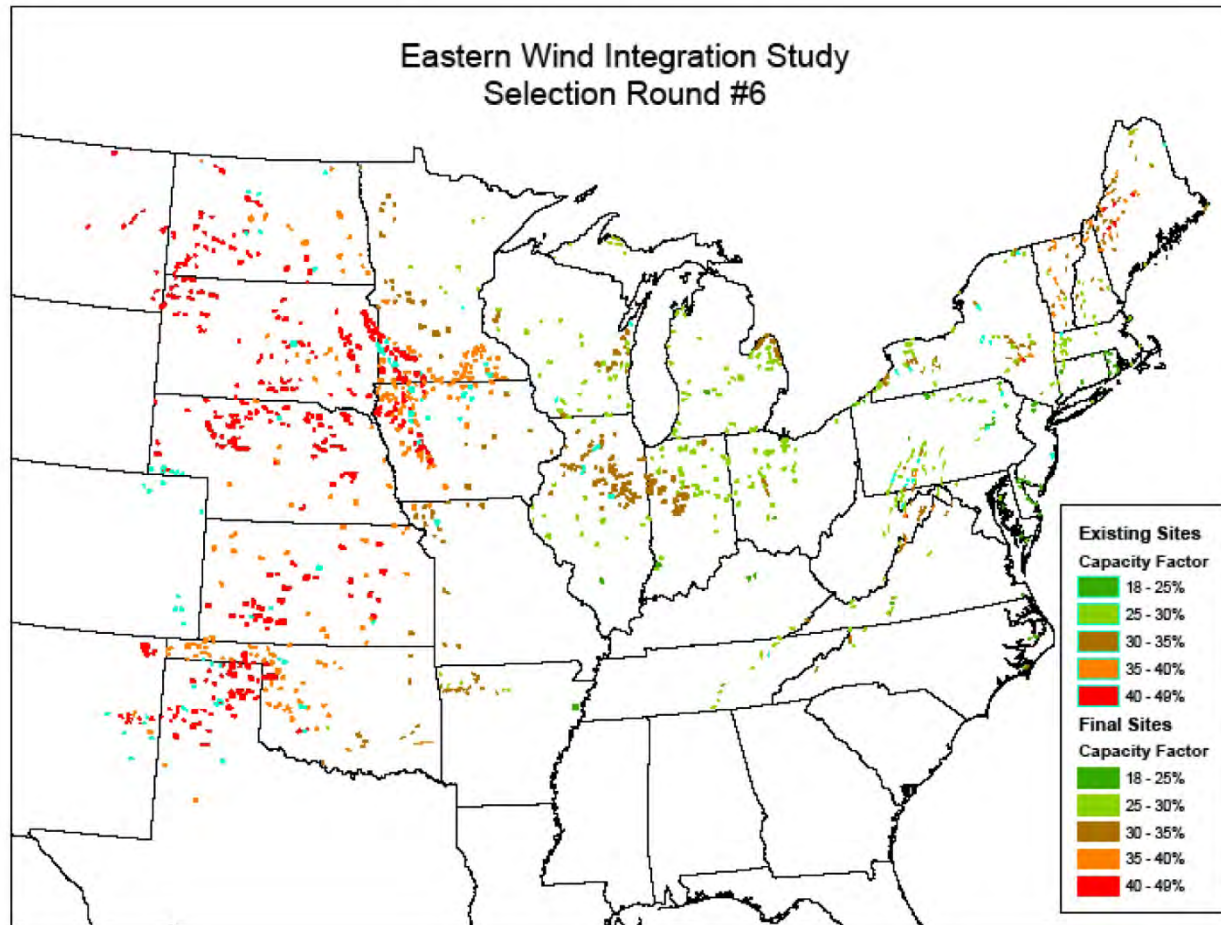 Eastern Wind Integration Study
Selection Round #6
Existing Sites
Capacity Factor
18 - 25%
25 - 30%
30 - 35%
35 - 40%
40 - 49%
Final Sites
Capacity Factor
18 - 25%
25 - 30%
30 - 35%
35 - 40%
40 - 49%